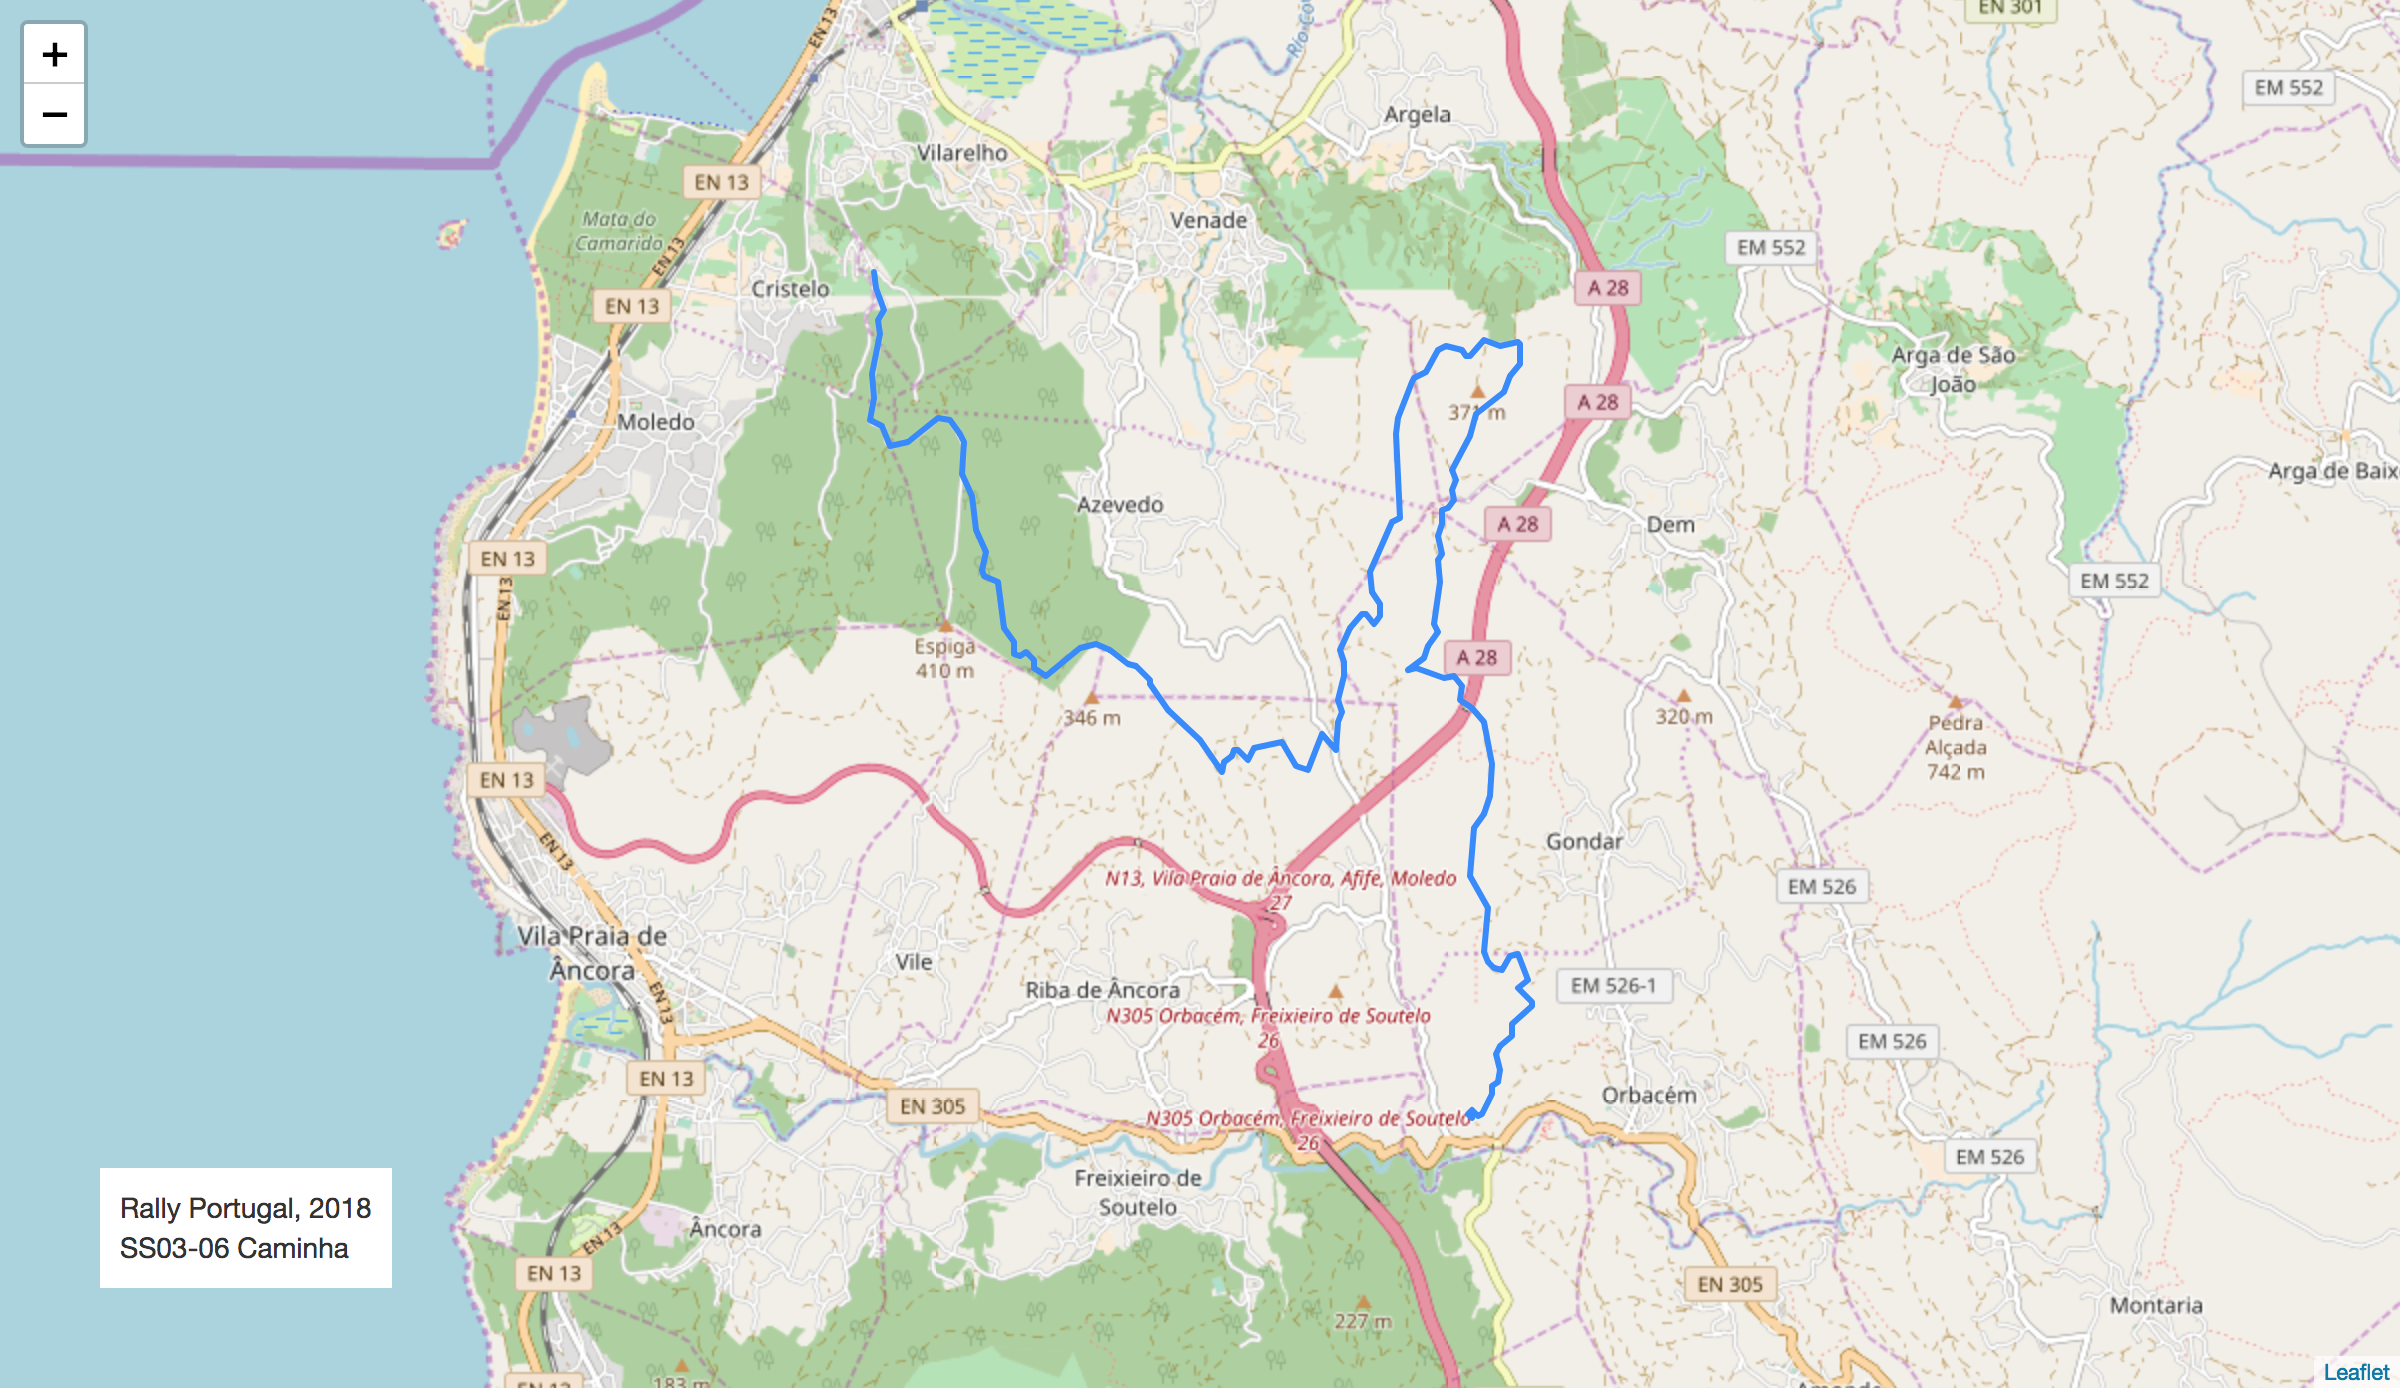 +
−
EN 13
EN 301
Rio Co
EM 552
Argela
Vilarelho
EN 13
Mata do
Camarido
EN 13
Venade
EM 552
Cristelo
EN 13
A 28
Arga de São
João
A 28
371 m
Moledo
Arga de Baix
Azevedo
A 28
Dem
EN 13
EN 13
EM 552
Espiga
410 m
A 28
346 m
320 m
Pedra
Alçada
742 m
EN 13
EN 13
Gondar
N13, Vila Praia de Âncora, Afife, Moledo
27
EM 526
Vila Praia de
Âncora
Vile
EN 13
Riba de Âncora
EM 526-1
N305 Orbacém, Freixieiro de Soutelo
26
EM 526
EN 13
EN 305
Orbacém
N305 Orbacém, Freixieiro de Soutelo
26
EM 526
Freixieiro de
Soutelo
Rally Portugal, 2018
SS03-06 Caminha
Âncora
EN 13
EN 13
EN 305
Montaria
227 m
183 m
EN 13
Leaflet